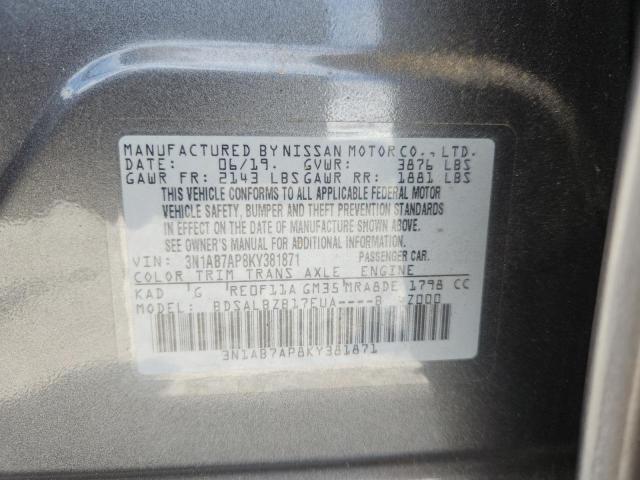 MANUFACTURED BY NISSAN MOTOR CO., LTD.
DATE: 06/19. GVWR: 3876 LBS
GAWR FR: 2143 LBS GAWR RR: 1881 LBS
THIS VEHICLE CONFORMS TO ALL APPLICABLE FEDERAL MOTOR
VEHICLE SAFETY, BUMPER AND THEFT PREVENTION STANDARDS
IN EFFECT ON THE DATE OF MANUFACTURE SHOWN ABOVE.
SEE OWNER'S MANUAL FOR ADDITIONAL INFORMATION.
VIN: 3N1AB7AP8KY381871 PASSENGER CAR.
COLOR TRIM TRANS AXLE ENGINE
KAD G RE0F11A GM35 MRA8DE 1798 CC
MODEL: BDSALBZB17EUA----B Z000
3N1AB7AP8KY381871